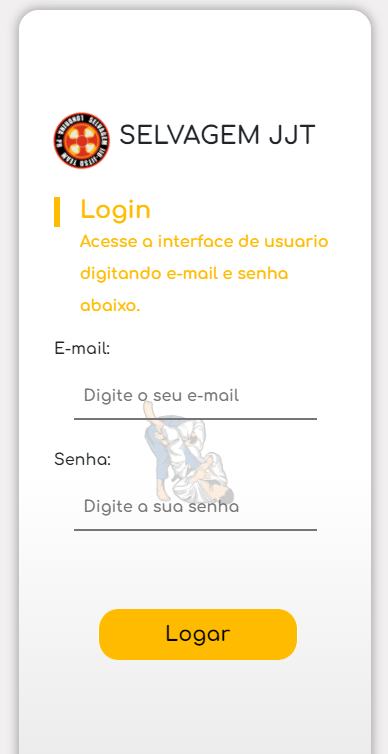 SELVAGEM JJT
Login
Acesse a interface de usuario
digitando e-mail e senha
abaixo.
E-mail:
Digite o seu e-mail
Senha:
Digite a sua senha
Logar